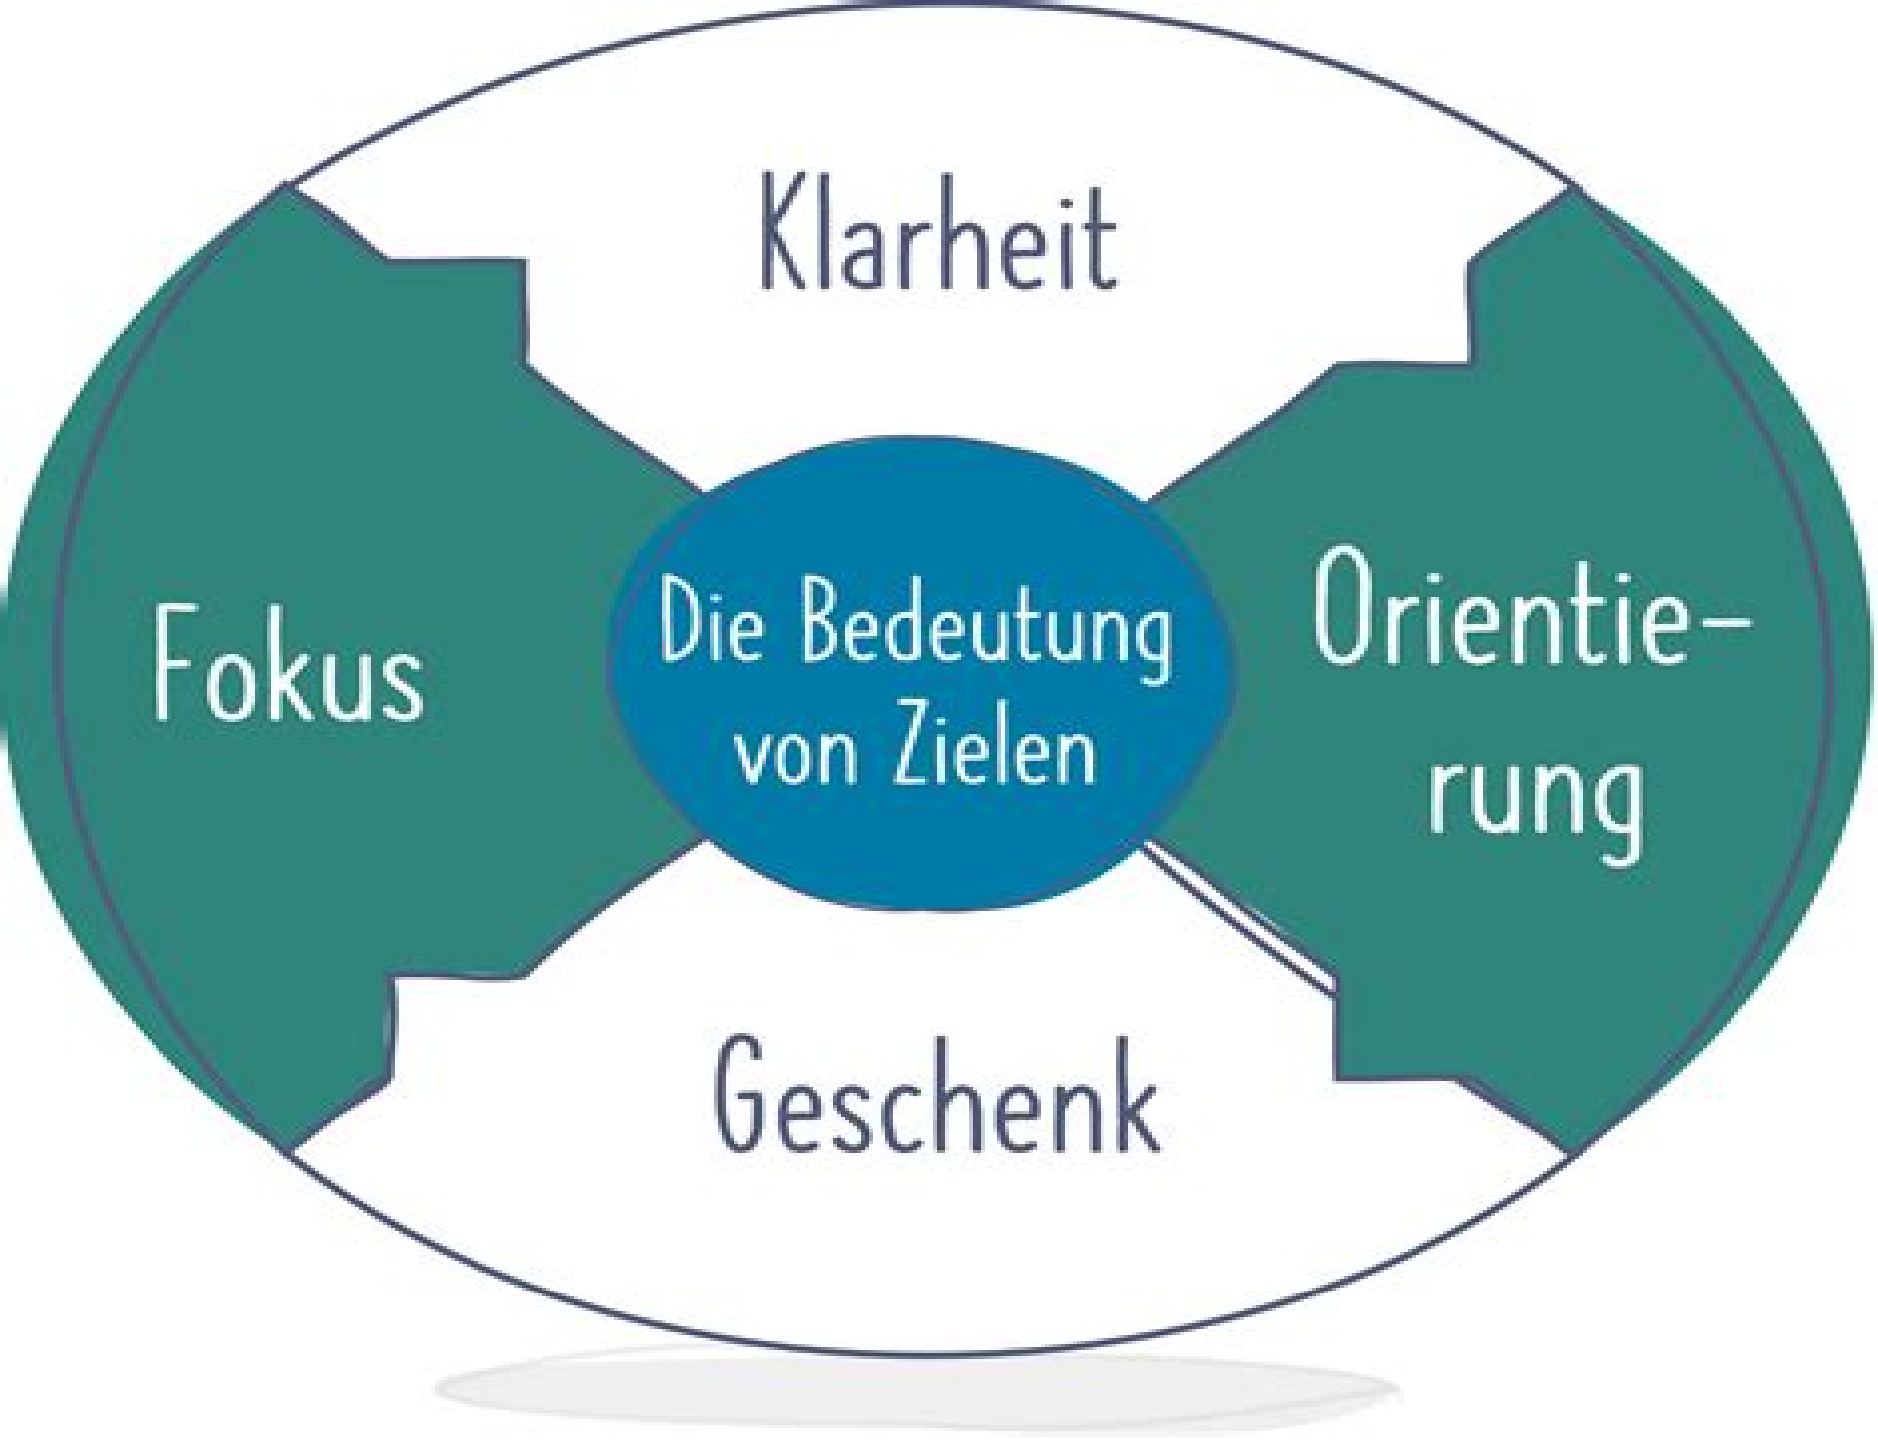 Klarheit
Fokus
Die Bedeutung
von Zielen
Orientie-
rung
Geschenk